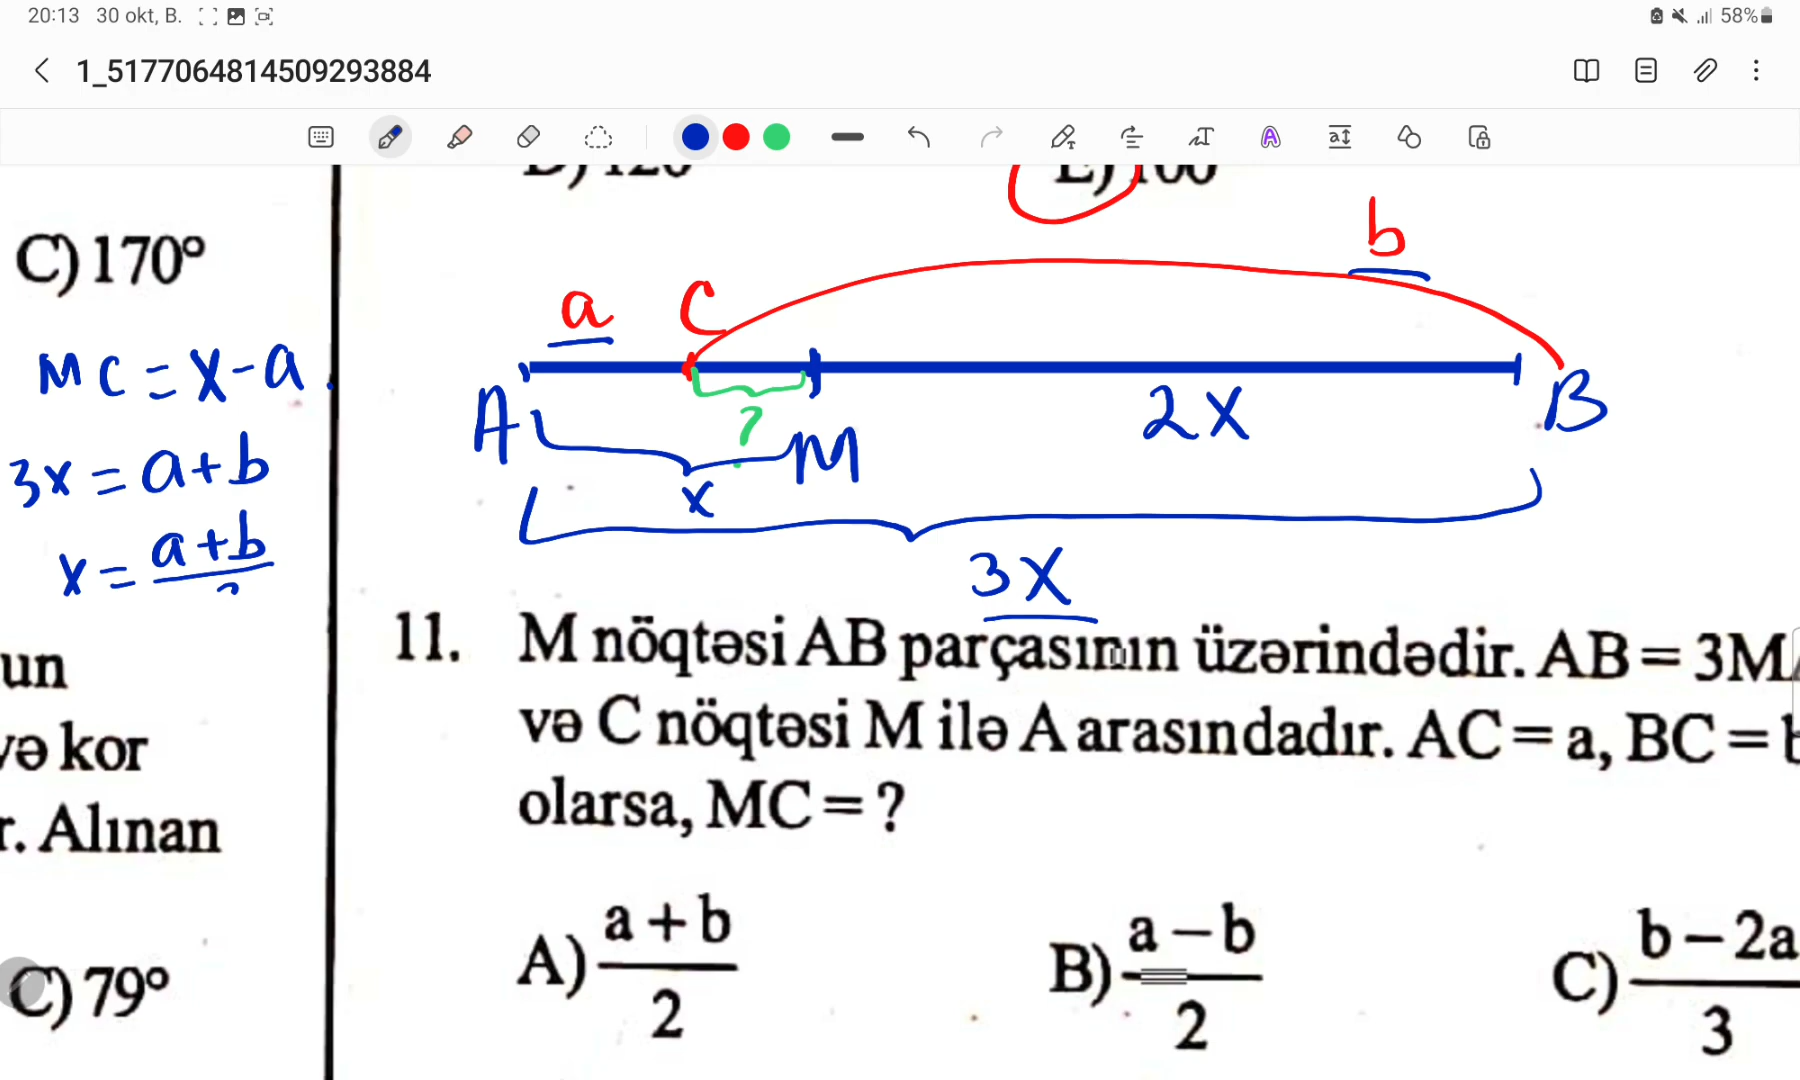 20:13 30 okt, B. 58%
1_5177064814509293884
C) 170°
MC = x - a
3x = a + b
x = a + b
un
və kor
r. Alınan
C) 79°
b
a C
A M 2x B
?
x
3x
11. M nöqtəsi AB parçasının üzərindədir. AB = 3M
və C nöqtəsi M ilə A arasındadır. AC = a, BC = b
olarsa, MC = ?
A) a + b / 2 B) a - b / 2 C) b - 2a / 3